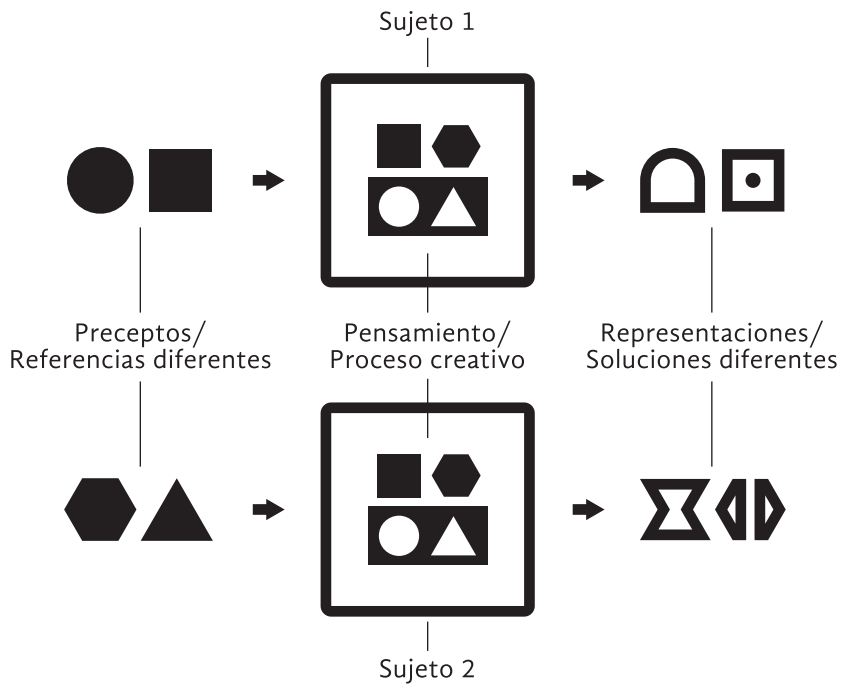 Sujeto 1
Preceptos/
Referencias diferentes
Pensamiento/
Proceso creativo
Representaciones/
Soluciones diferentes
Sujeto 2